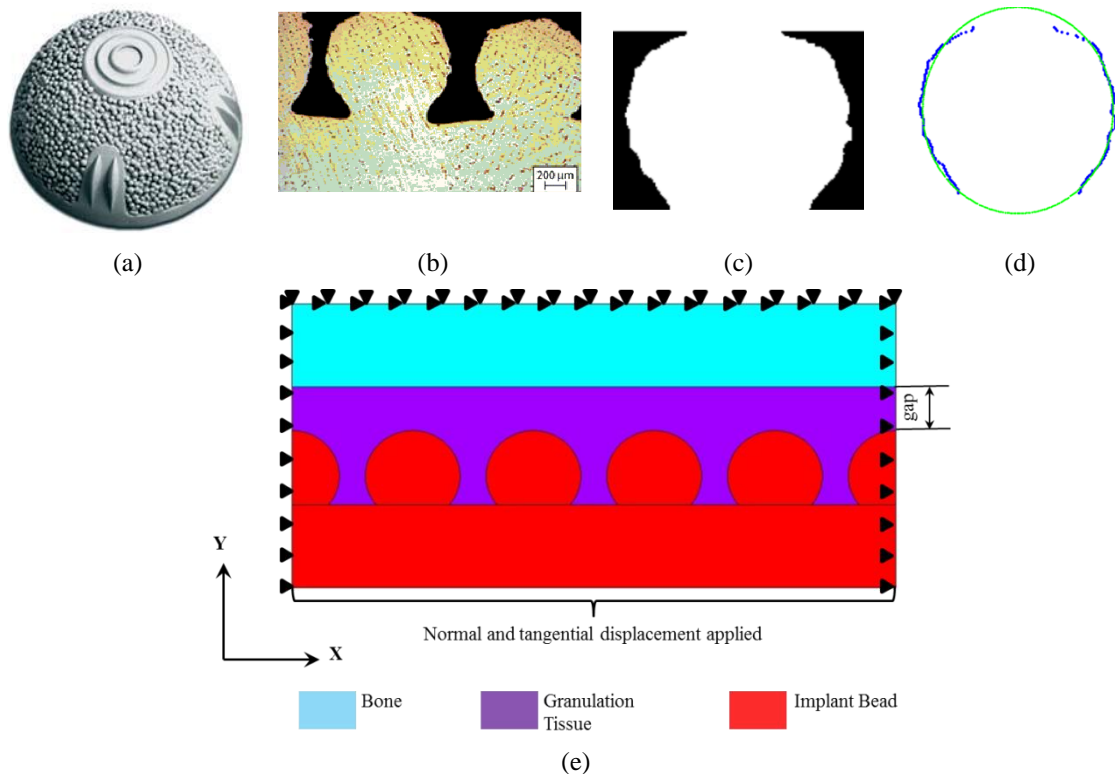 200 μm
(a)
(b)
(c)
(d)
gap
Y
X
Normal and tangential displacement applied
Bone
Granulation
Tissue
Implant Bead
(e)